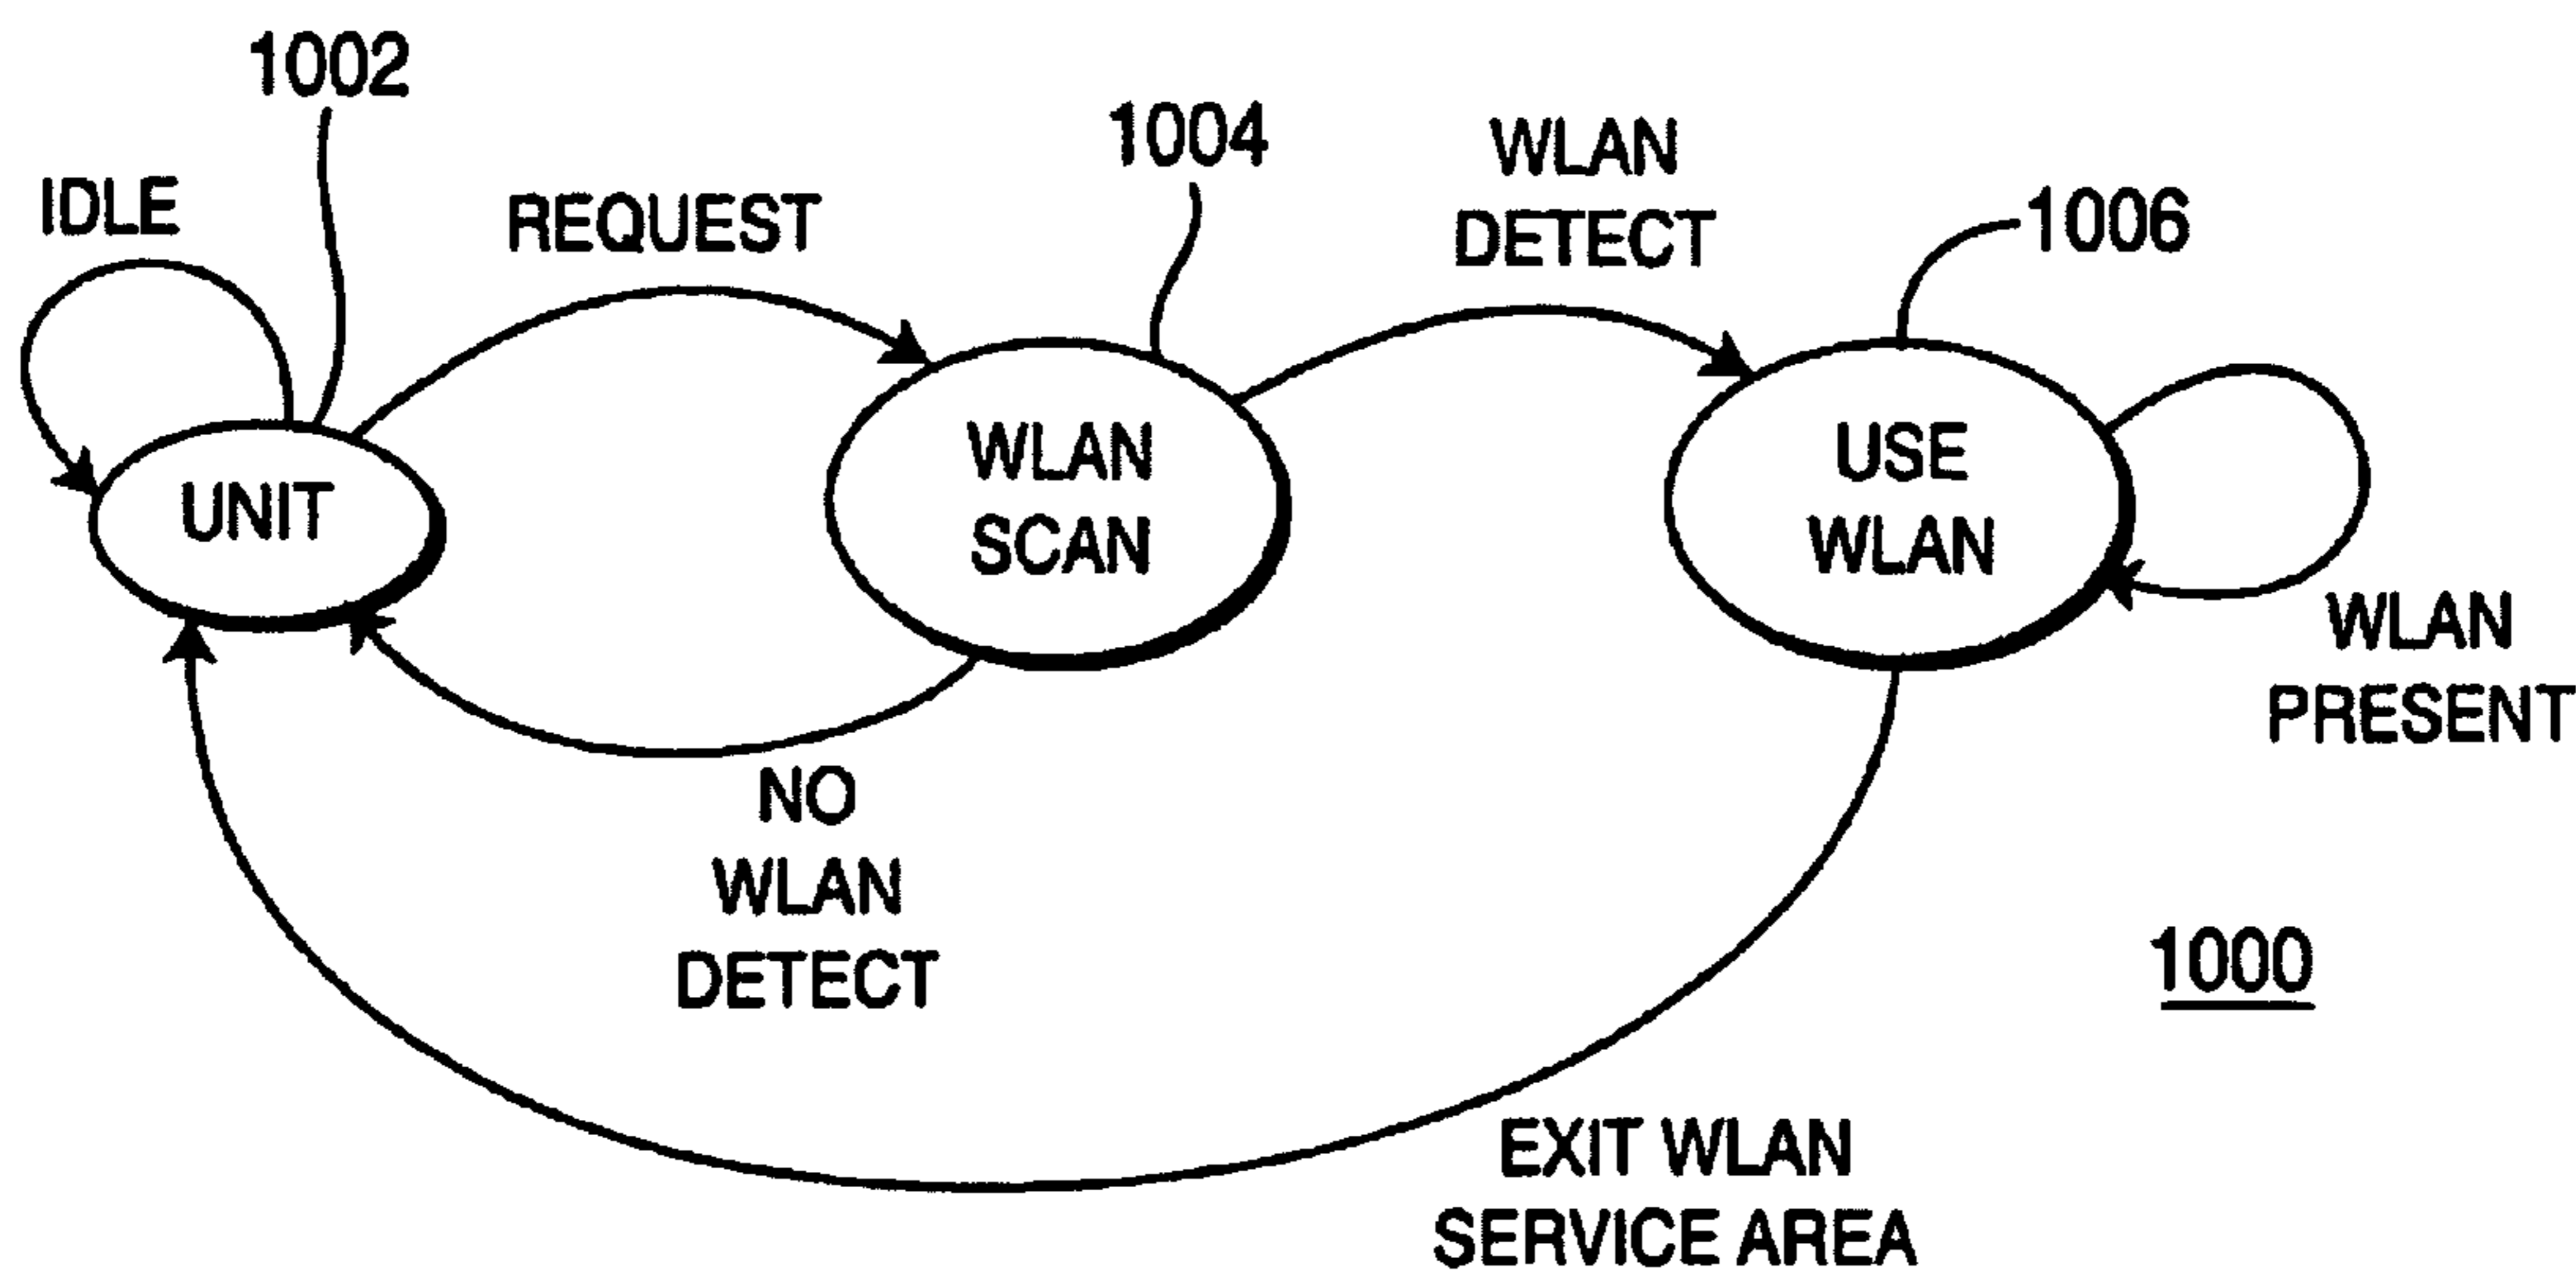 1002
1004
WLAN
DETECT
IDLE
REQUEST
1006
WLAN
SCAN
USE
WLAN
UNIT
WLAN
PRESENT
NO
WLAN
DETECT
1000
EXIT WLAN
SERVICE AREA